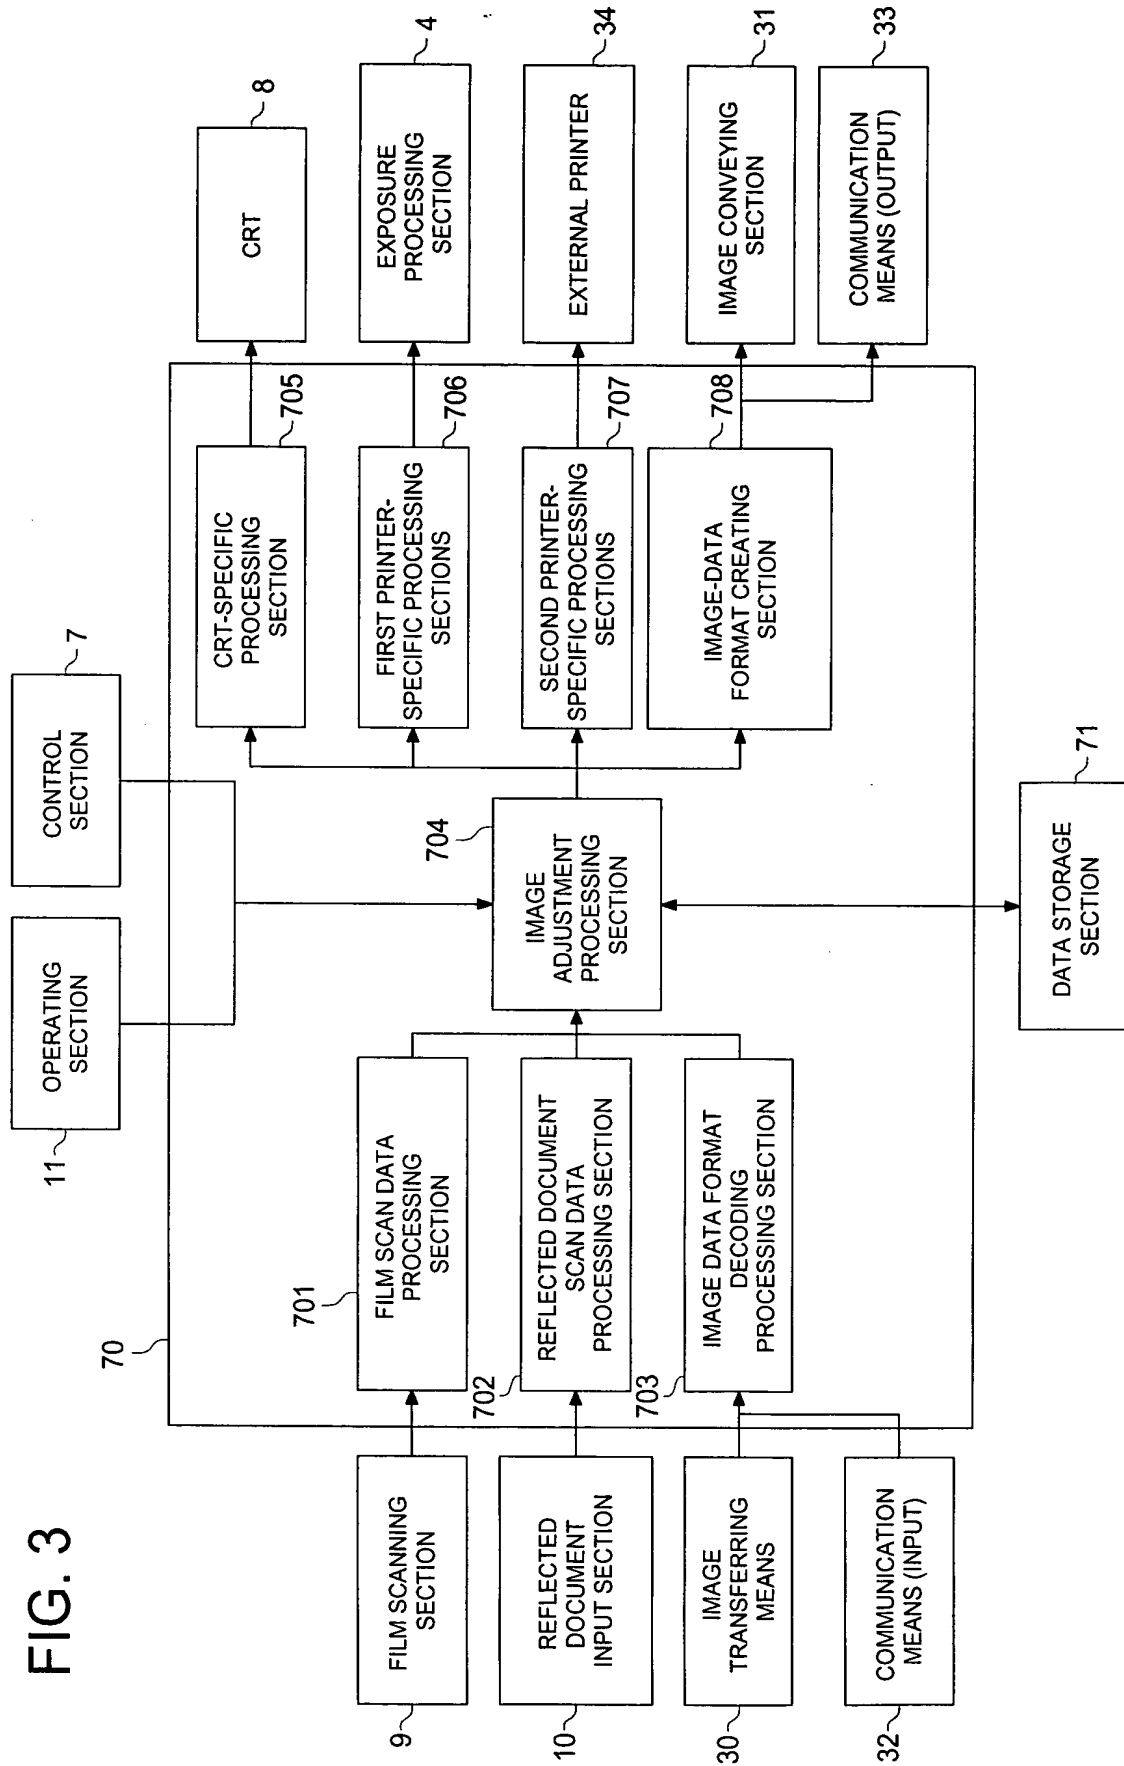 FIG. 3
OPERATING
SECTION
11
CONTROL
SECTION
7
70
FILM SCANNING
SECTION
9
REFLECTED
DOCUMENT
INPUT SECTION
10
IMAGE
TRANSFERRING
MEANS
30
COMMUNICATION
MEANS (INPUT)
32
701
FILM SCAN DATA
PROCESSING
SECTION
702
REFLECTED DOCUMENT
SCAN DATA
PROCESSING SECTION
703
IMAGE DATA FORMAT
DECODING
PROCESSING SECTION
704
IMAGE
ADJUSTMENT
PROCESSING
SECTION
CRT-SPECIFIC
PROCESSING
SECTION
705
FIRST PRINTER-
SPECIFIC PROCESSING
SECTIONS
706
SECOND PRINTER-
SPECIFIC PROCESSING
SECTIONS
707
IMAGE-DATA
FORMAT CREATING
SECTION
708
CRT
8
EXPOSURE
PROCESSING
SECTION
4
EXTERNAL PRINTER
34
IMAGE CONVEYING
SECTION
31
COMMUNICATION
MEANS (OUTPUT)
33
DATA STORAGE
SECTION
71